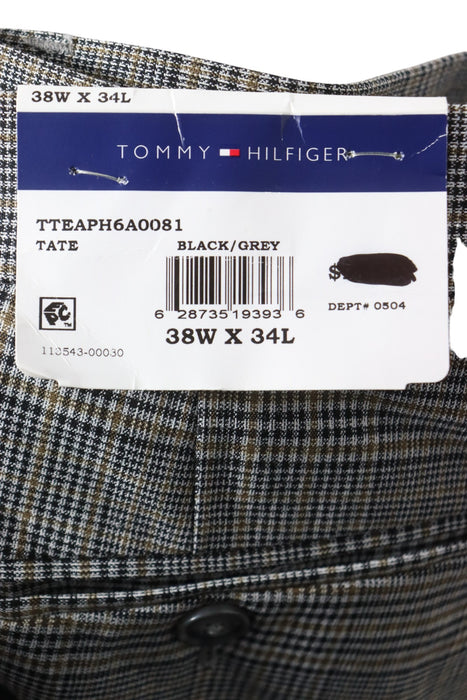 38W X 34L
TOMMY HILFIGER
TTEAPH6A0081
TATE BLACK/GREY
$
DEPT# 0504
6 28735 19393 6
38W X 34L
113543-00030